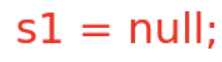 s1 = null;